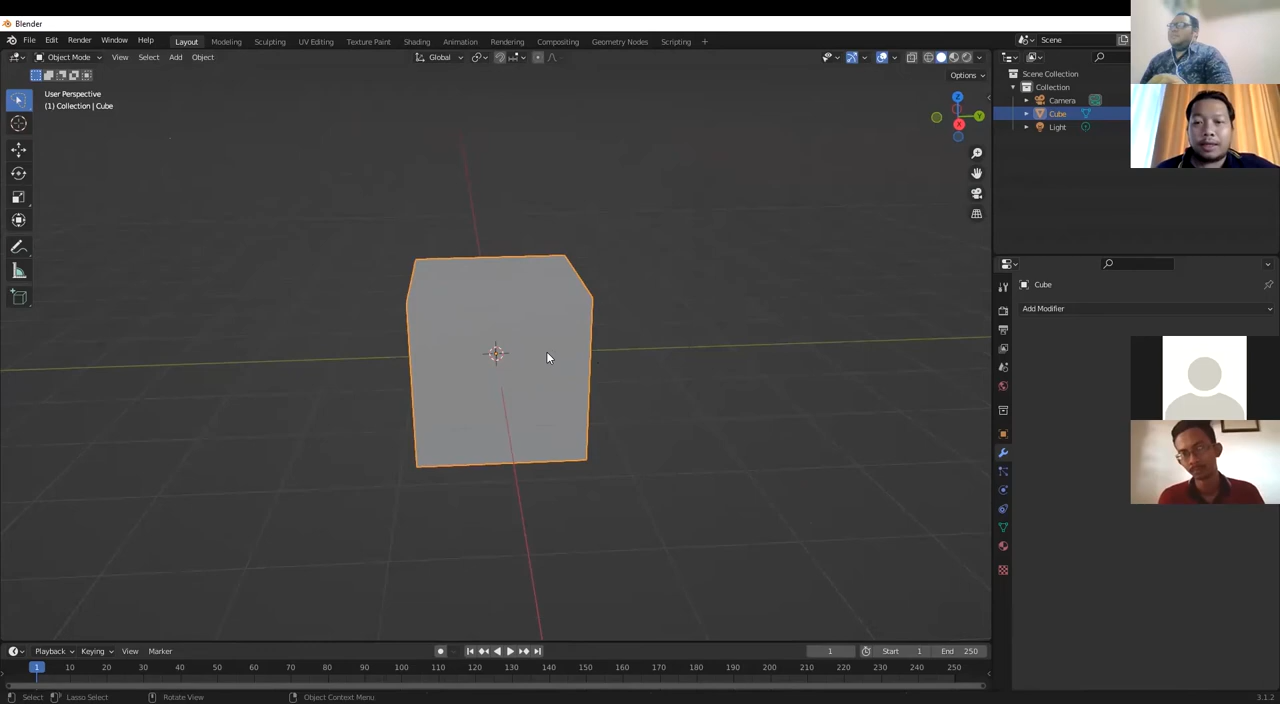 Blender
File Edit Render Window Help Layout Modeling Sculpting UV Editing Texture Paint Shading Animation Rendering Compositing Geometry Nodes Scripting + Scene
Object Mode View Select Add Object Global
Options
User Perspective
(1) Collection | Cube
Z
Y
X
Scene Collection
Collection
Camera
Cube
Light
Cube
Add Modifier
Playback Keying View Marker 1 Start 1 End 250
1 10 20 30 40 50 60 70 80 90 100 110 120 130 140 150 160 170 180 190 200 210 220 230 240 250
Select Lasso Select Rotate View Object Context Menu 3.1.2